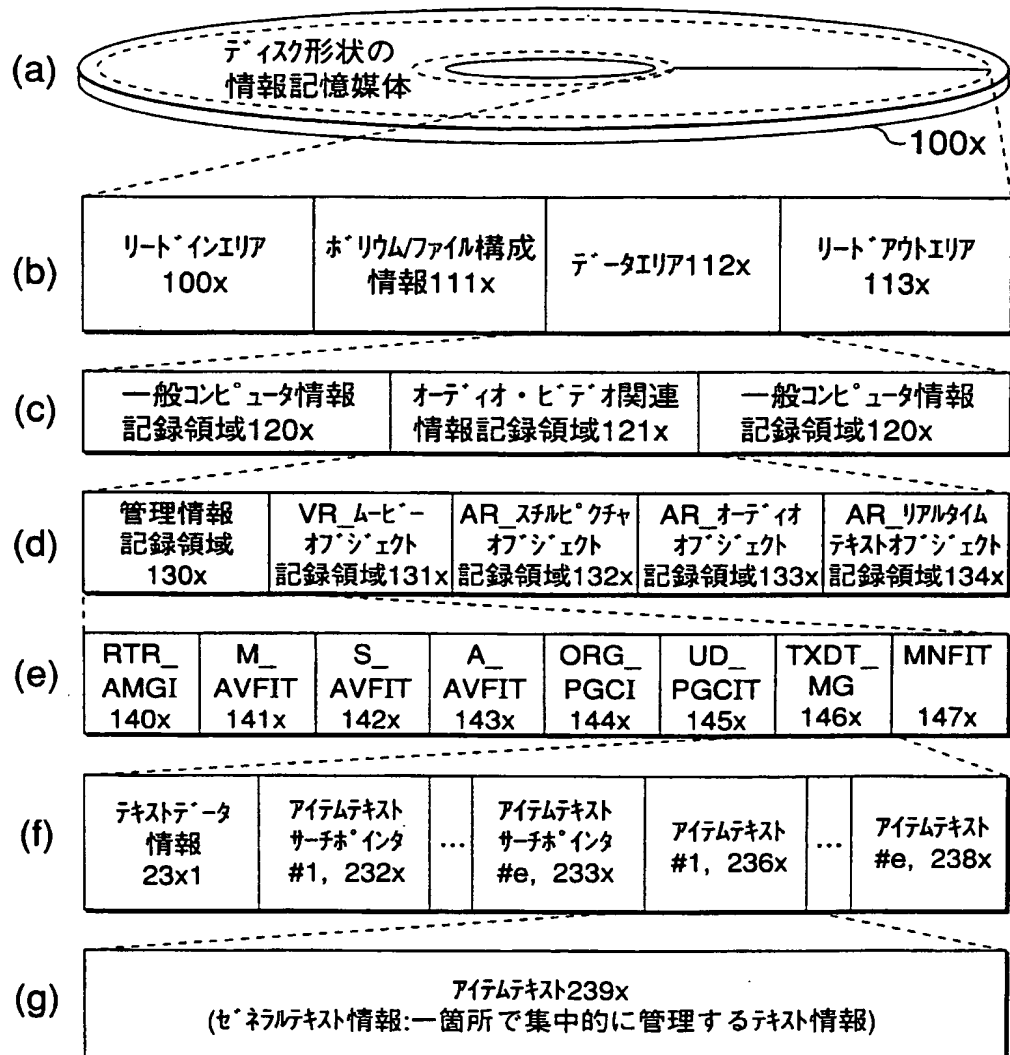 (a)
ディスク形状の
情報記憶媒体
100x
(b)
リードインエリア
100x
ボリウム/ファイル構成
情報111x
データエリア112x
リードアウトエリア
113x
(c)
一般コンピュータ情報
記録領域120x
オーディオ・ビデオ関連
情報記録領域121x
一般コンピュータ情報
記録領域120x
(d)
管理情報
記録領域
130x
VR_ムービー
オブジェクト
記録領域131x
AR_スチルピクチャ
オブジェクト
記録領域132x
AR_オーディオ
オブジェクト
記録領域133x
AR_リアルタイム
テキストオブジェクト
記録領域134x
(e)
RTR_
AMGI
140x
M_
AVFIT
141x
S_
AVFIT
142x
A_
AVFIT
143x
ORG_
PGCI
144x
UD_
PGCIT
145x
TXDT_
MG
146x
MNFIT
147x
(f)
テキストデータ
情報
23x1
アイテムテキスト
サーチポインタ
#1, 232x
...
アイテムテキスト
サーチポインタ
#e, 233x
アイテムテキスト
#1, 236x
...
アイテムテキスト
#e, 238x
(g)
アイテムテキスト239x
(ゼネラルテキスト情報:一箇所で集中的に管理するテキスト情報)